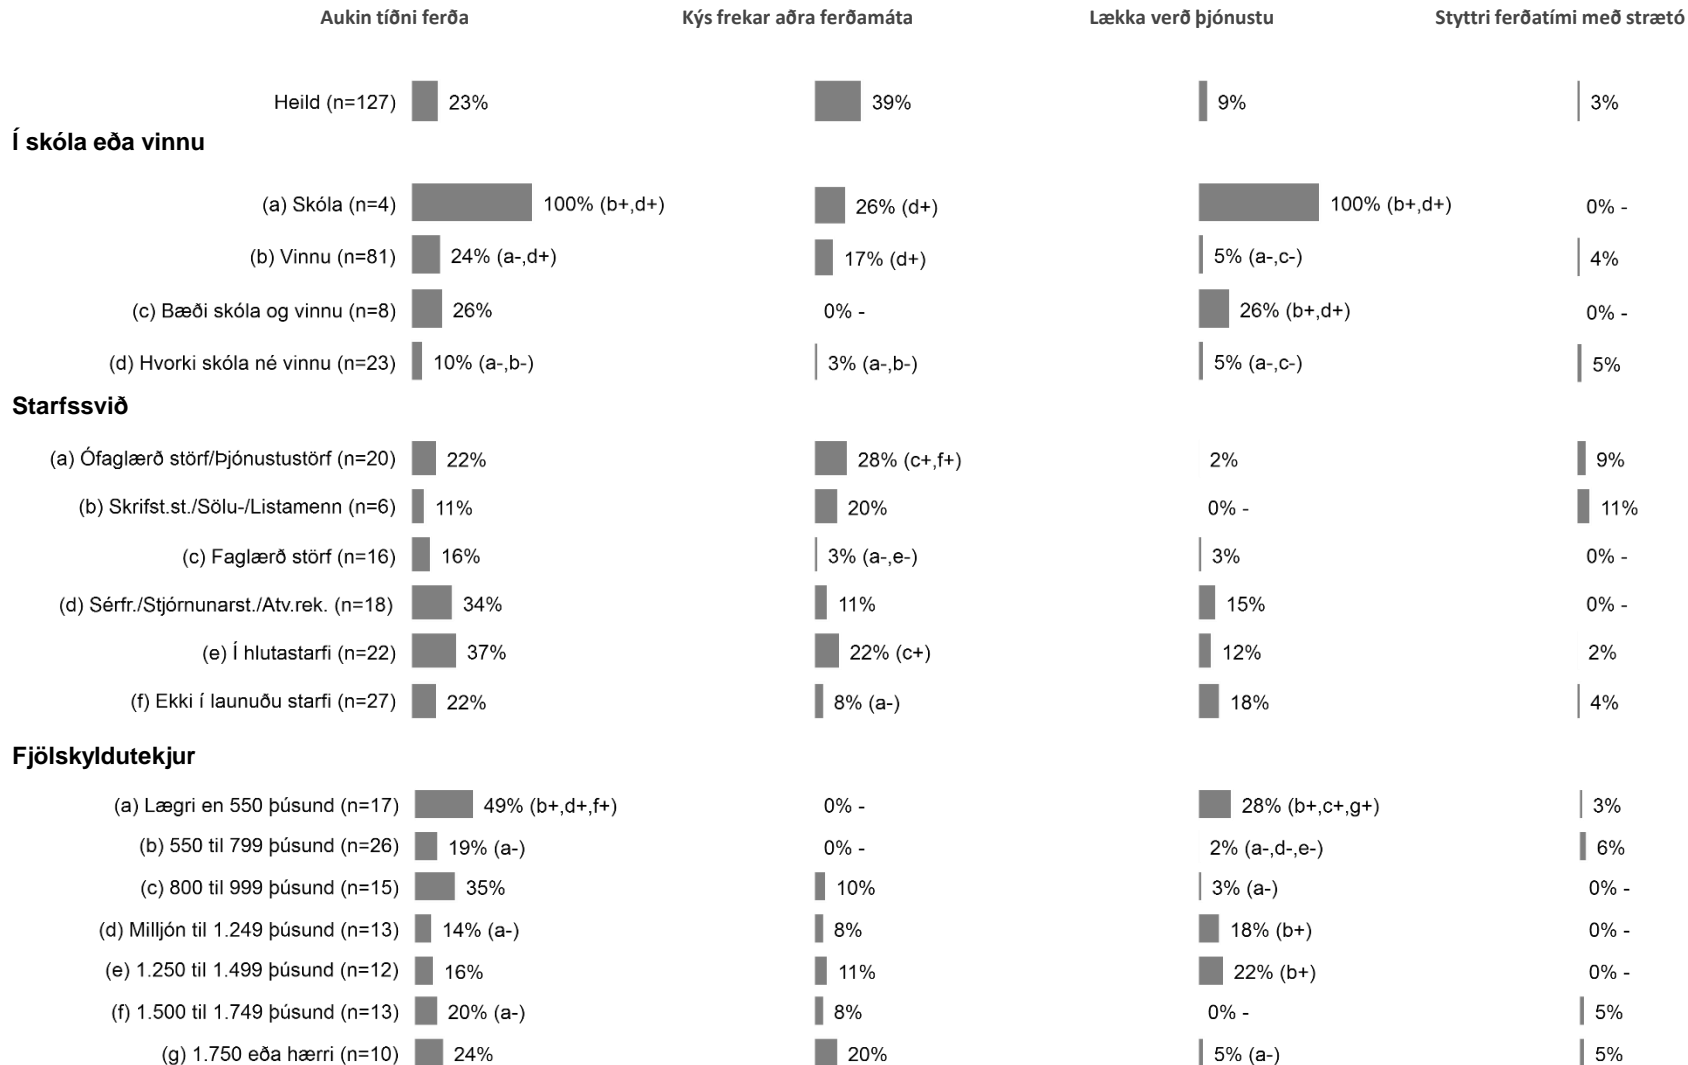 Aukin tíðni ferða Kýs frekar aðra ferðamáta Lækka verð þjónustu Styttri ferðatími með strætó
Heild (n=127) 23% 39% 9% 3%
Í skóla eða vinnu
(a) Skóla (n=4) 100% (b+,d+) 26% (d+) 100% (b+,d+) 0% -
(b) Vinnu (n=81) 24% (a-,d+) 17% (d+) 5% (a-,c-) 4%
(c) Bæði skóla og vinnu (n=8) 26% 0% - 26% (b+,d+) 0% -
(d) Hvorki skóla né vinnu (n=23) 10% (a-,b-) 3% (a-,b-) 5% (a-,c-) 5%
Starfssvið
(a) Ófaglærð störf/Þjónustustörf (n=20) 22% 28% (c+,f+) 2% 9%
(b) Skrifst.st./Sölu-/Listamenn (n=6) 11% 20% 0% - 11%
(c) Faglærð störf (n=16) 16% 3% (a-,e-) 3% 0% -
(d) Sérfr./Stjórnunarst./Atv.rek. (n=18) 34% 11% 15% 0% -
(e) Í hlutastarfi (n=22) 37% 22% (c+) 12% 2%
(f) Ekki í launuðu starfi (n=27) 22% 8% (a-) 18% 4%
Fjölskyldutekjur
(a) Lægri en 550 þúsund (n=17) 49% (b+,d+,f+) 0% - 28% (b+,c+,g+) 3%
(b) 550 til 799 þúsund (n=26) 19% (a-) 0% - 2% (a-,d-,e-) 6%
(c) 800 til 999 þúsund (n=15) 35% 10% 3% (a-) 0% -
(d) Milljón til 1.249 þúsund (n=13) 14% (a-) 8% 18% (b+) 0% -
(e) 1.250 til 1.499 þúsund (n=12) 16% 11% 22% (b+) 0% -
(f) 1.500 til 1.749 þúsund (n=13) 20% (a-) 8% 0% - 5%
(g) 1.750 eða hærri (n=10) 24% 20% 5% (a-) 5%